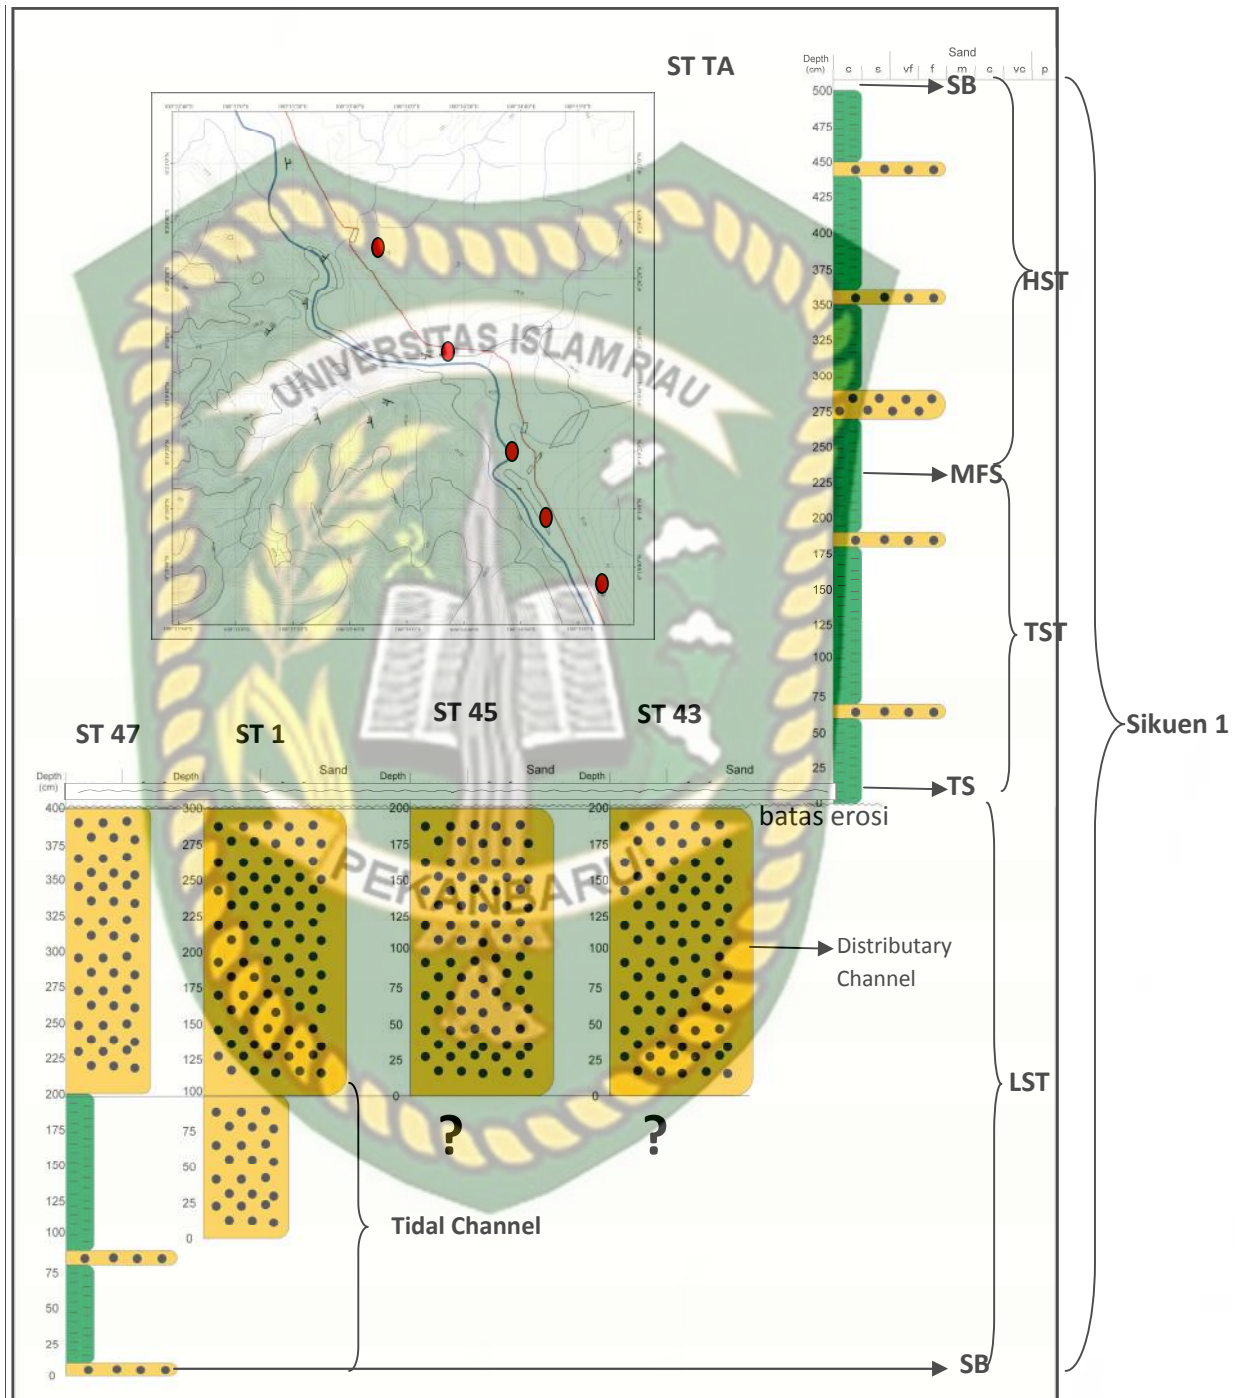 ST TA
Sand
Depth
(cm)
c s vf f m c vc p
500
475
450
425
400
375
350
325
300
275
250
225
200
175
150
125
100
75
50
25
SB
HST
MFS
TST
TS
Sikuen 1
UNIVERSITAS ISLAM RIAU
PEKANBARU
ST 47
ST 1
ST 45
ST 43
Depth
(cm)
Depth
Sand
Depth
Sand
Depth
Sand
batas erosi
400
375
350
325
300
275
250
225
200
175
150
125
100
75
50
25
0
300
275
250
225
200
175
150
125
100
75
50
25
0
200
175
150
125
100
75
50
25
0
200
175
150
125
100
75
50
25
0
Distributary
Channel
LST
?
?
Tidal Channel
SB